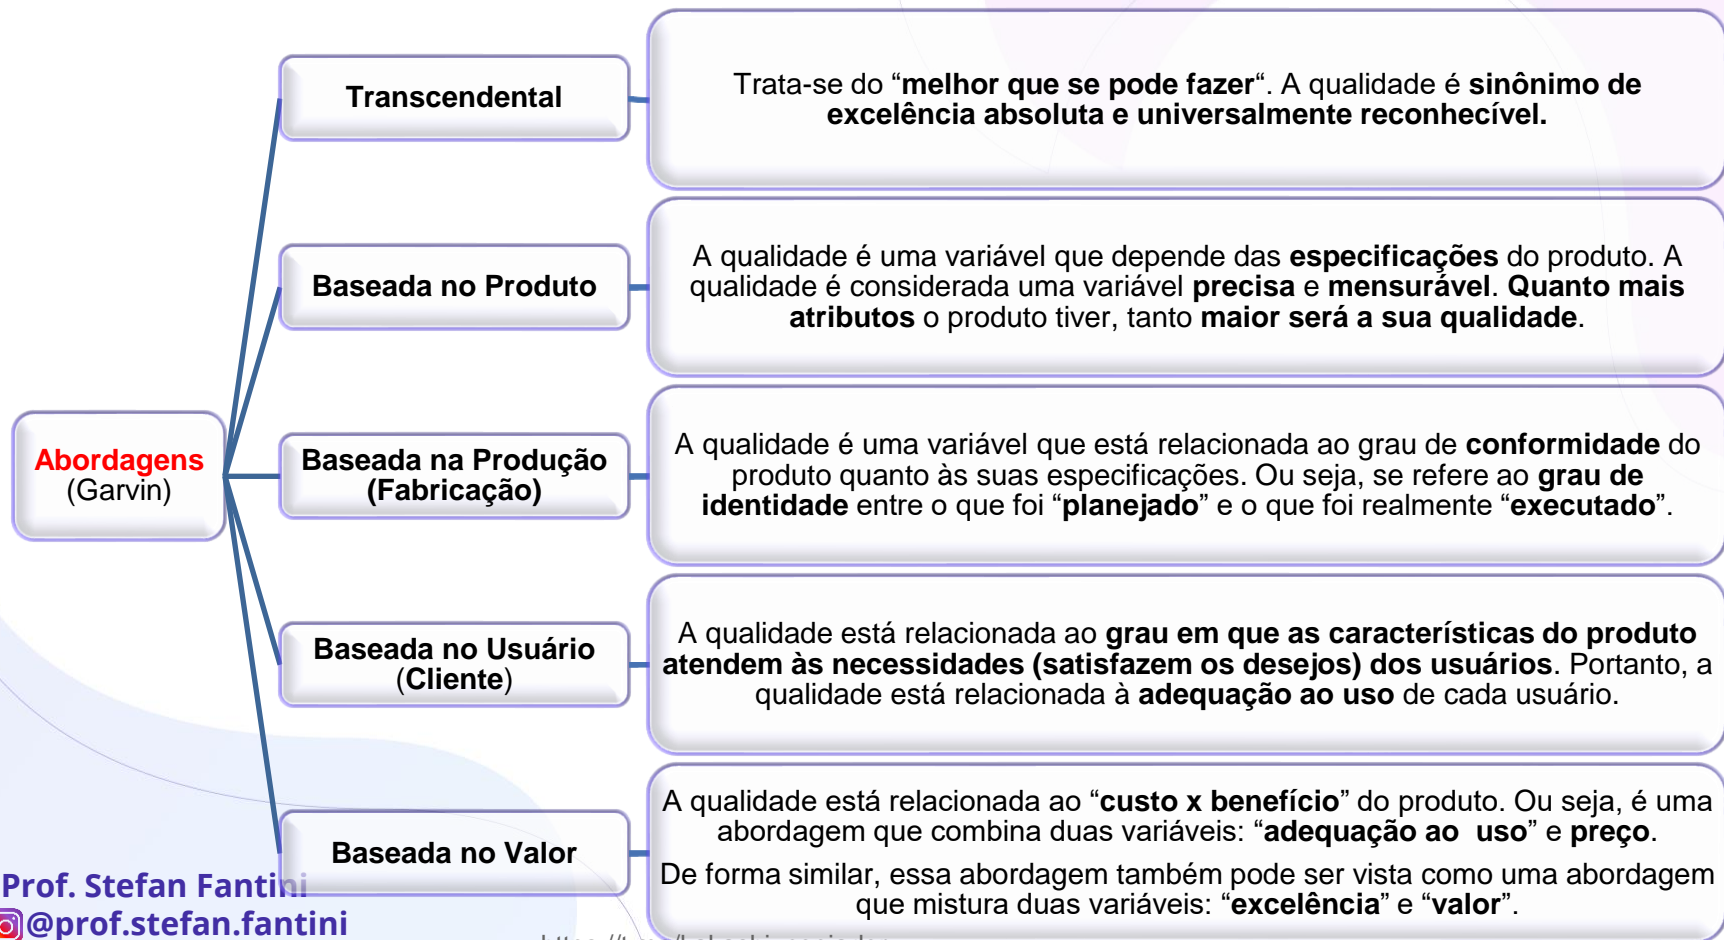 Abordagens
(Garvin)
Transcendental
Trata-se do “melhor que se pode fazer“. A qualidade é sinônimo de
excelência absoluta e universalmente reconhecível.
Baseada no Produto
A qualidade é uma variável que depende das especificações do produto. A
qualidade é considerada uma variável precisa e mensurável. Quanto mais
atributos o produto tiver, tanto maior será a sua qualidade.
Baseada na Produção
(Fabricação)
A qualidade é uma variável que está relacionada ao grau de conformidade do
produto quanto às suas especificações. Ou seja, se refere ao grau de
identidade entre o que foi “planejado” e o que foi realmente “executado”.
Baseada no Usuário
(Cliente)
A qualidade está relacionada ao grau em que as características do produto
atendem às necessidades (satisfazem os desejos) dos usuários. Portanto, a
qualidade está relacionada à adequação ao uso de cada usuário.
Baseada no Valor
A qualidade está relacionada ao “custo x benefício” do produto. Ou seja, é uma
abordagem que combina duas variáveis: “adequação ao  uso” e preço.
De forma similar, essa abordagem também pode ser vista como uma abordagem
que mistura duas variáveis: “excelência” e “valor”.
Prof. Stefan Fantini
@prof.stefan.fantini